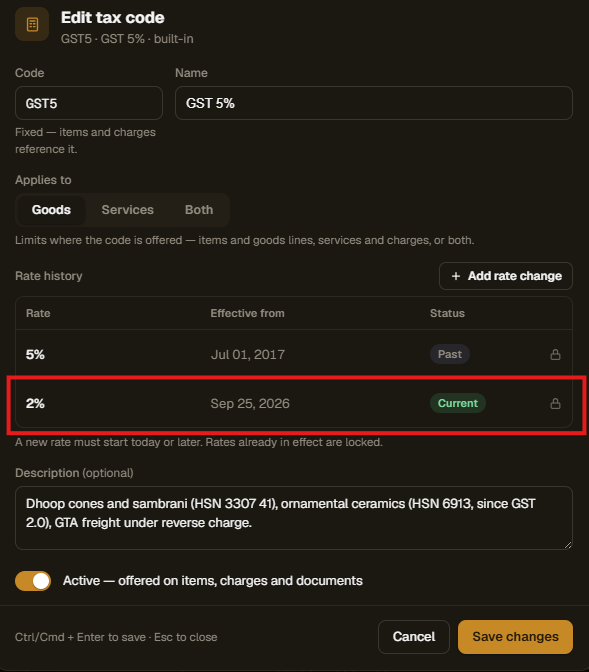 Edit tax code
GST5 · GST 5% · built-in
Code
Name
GST5
GST 5%
Fixed — items and charges
reference it.
Applies to
Goods Services Both
Limits where the code is offered — items and goods lines, services and charges, or both.
Rate history
+ Add rate change
Rate Effective from Status
5% Jul 01, 2017 Past
2% Sep 25, 2026 Current
A new rate must start today or later. Rates already in effect are locked.
Description (optional)
Dhoop cones and sambrani (HSN 3307 41), ornamental ceramics (HSN 6913, since GST
2.0), GTA freight under reverse charge.
Active — offered on items, charges and documents
Ctrl/Cmd + Enter to save · Esc to close
Cancel
Save changes